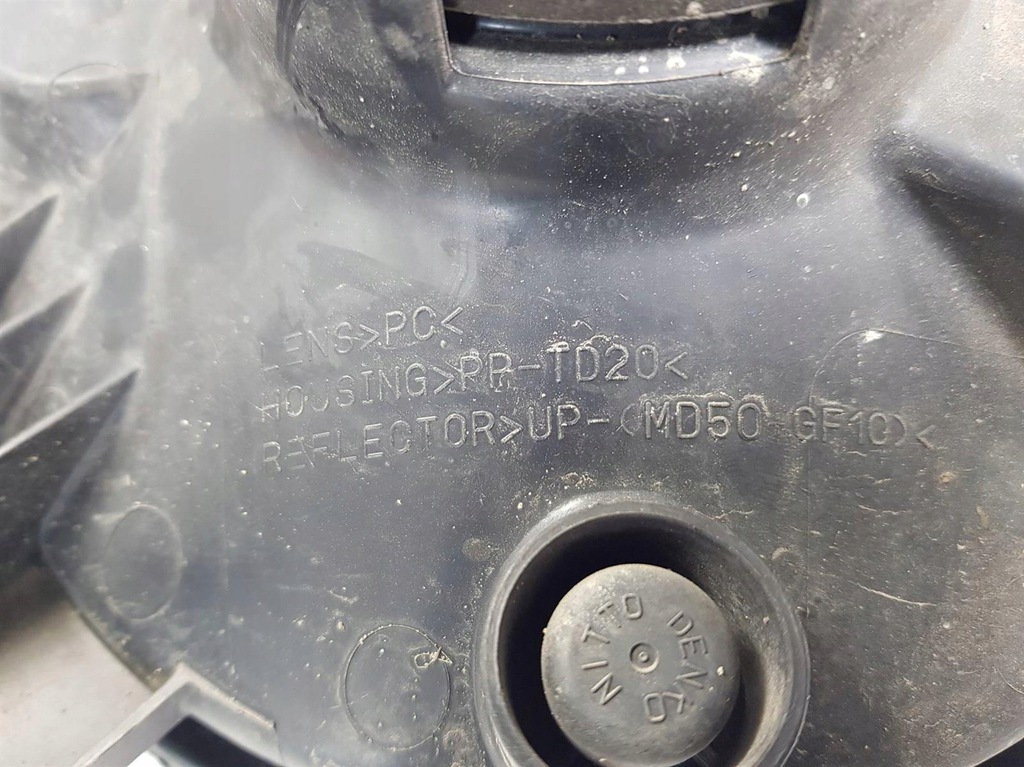 LENS>PC<
HOUSING>PP-TD20<
REFLECTOR>UP-(MD50 GF10)<
NITTO DENKO